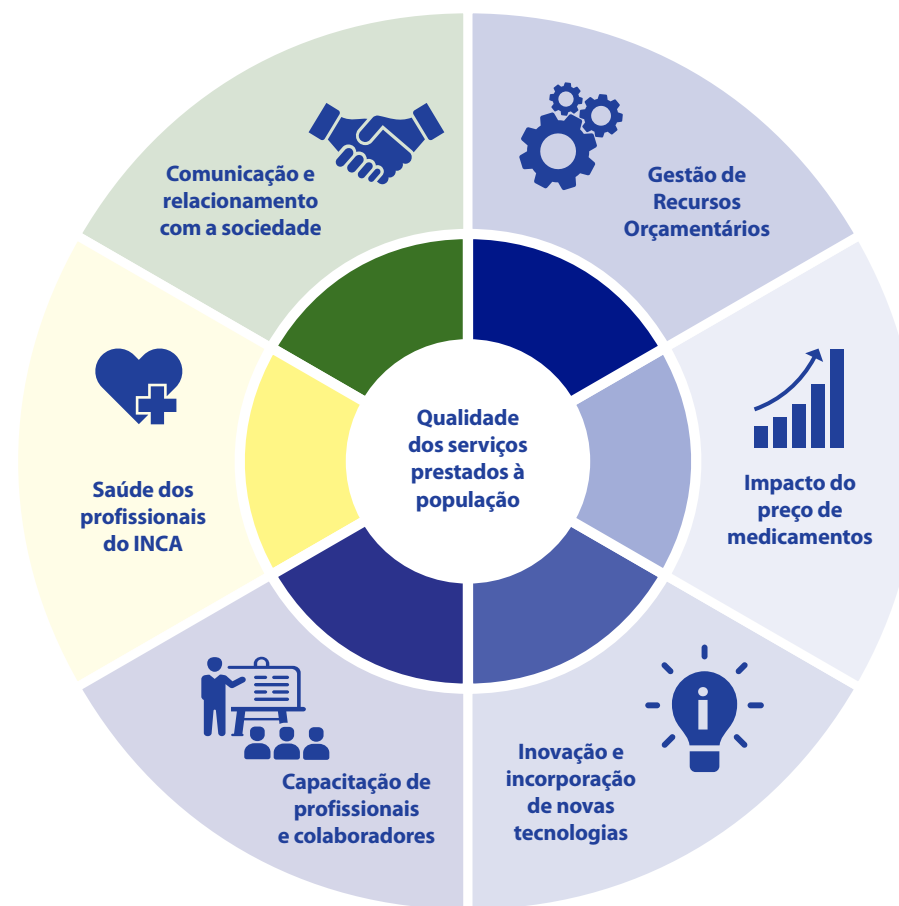 Comunicação e
relacionamento
com a sociedade
Gestão de
Recursos
Orçamentários
Saúde dos
profissionais
do INCA
Qualidade
dos serviços
prestados à
população
Impacto do
preço de
medicamentos
Capacitação de
profissionais
e colaboradores
Inovação e
incorporação
de novas
tecnologias